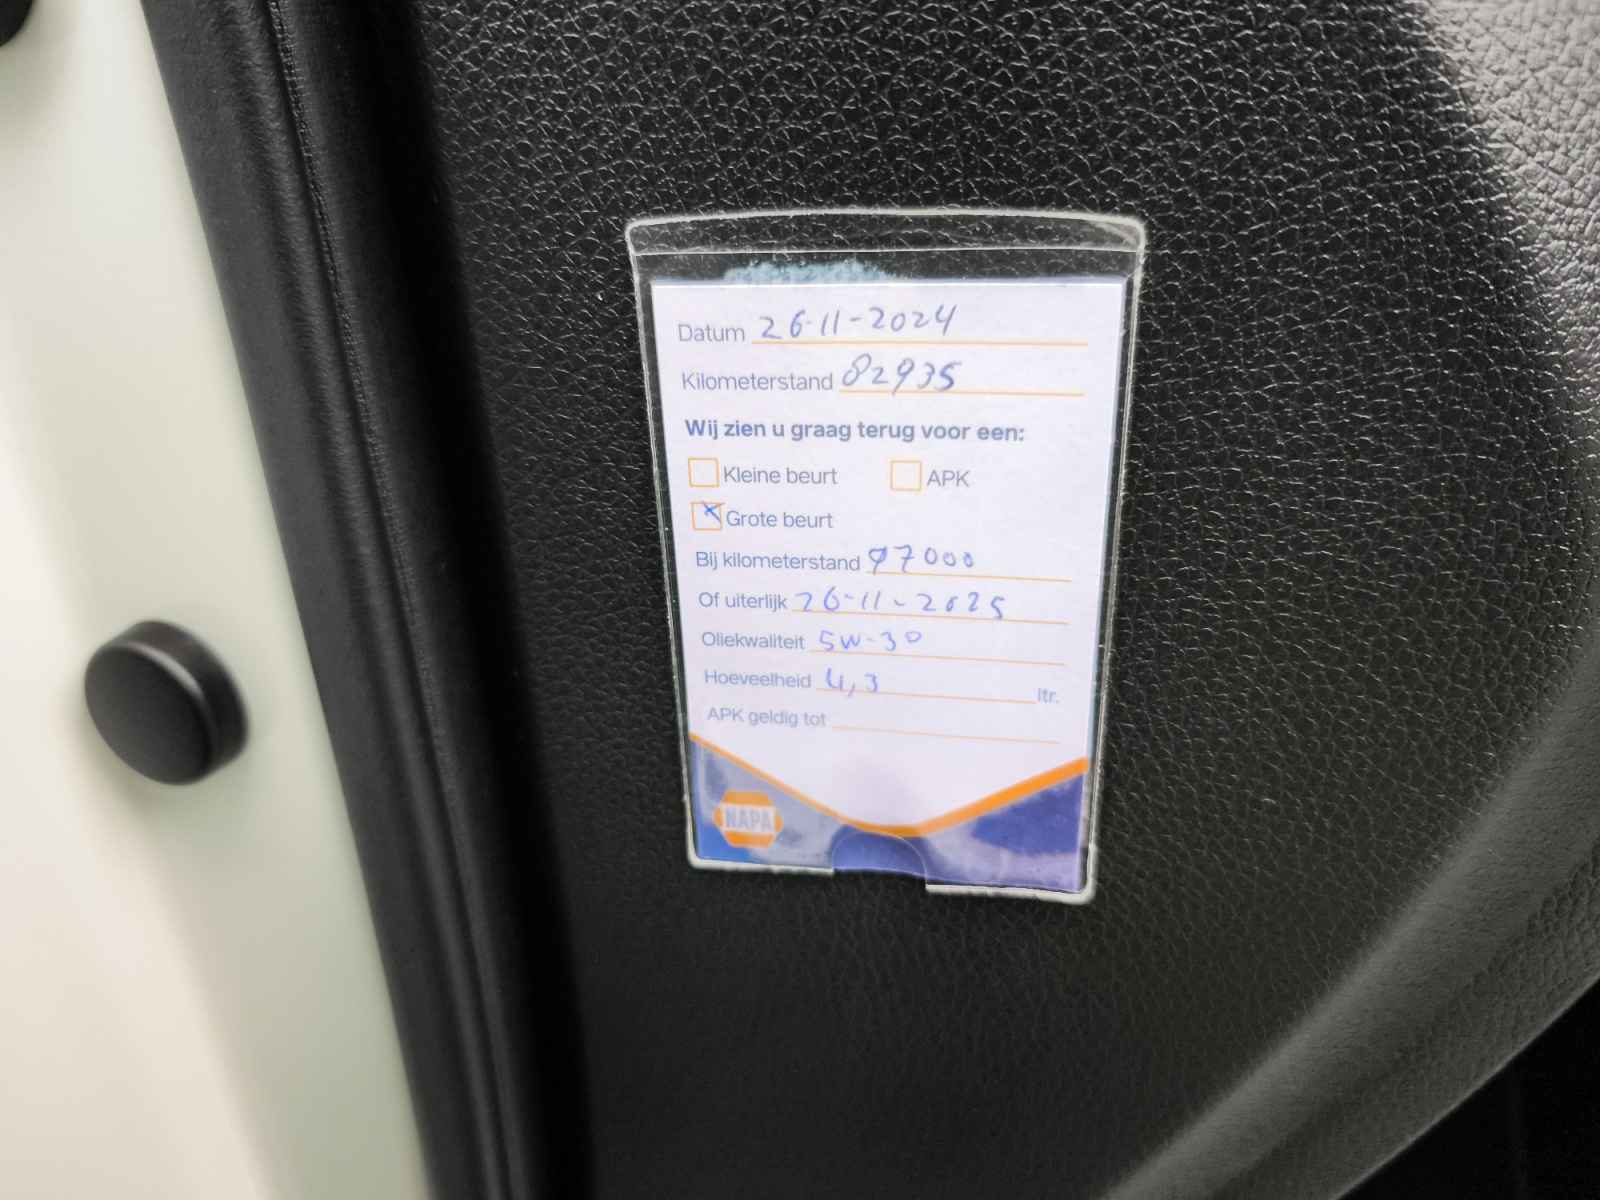 Datum 26-11-2024
Kilometerstand 82935
Wij zien u graag terug voor een:
Kleine beurt APK
Grote beurt
Bij kilometerstand 97000
Of uiterlijk 26-11-2025
Oliekwaliteit 5W-30
Hoeveelheid 4,3 ltr.
APK geldig tot
NAPA